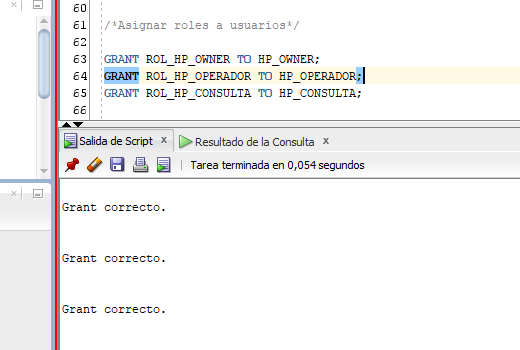 60
61 /*Asignar roles a usuarios*/
62
63 GRANT ROL_HP_OWNER TO HP_OWNER;
64 GRANT ROL_HP_OPERADOR TO HP_OPERADOR;
65 GRANT ROL_HP_CONSULTA TO HP_CONSULTA;
66
Salida de Script x Resultado de la Consulta x
Tarea terminada en 0,054 segundos
Grant correcto.
Grant correcto.
Grant correcto.